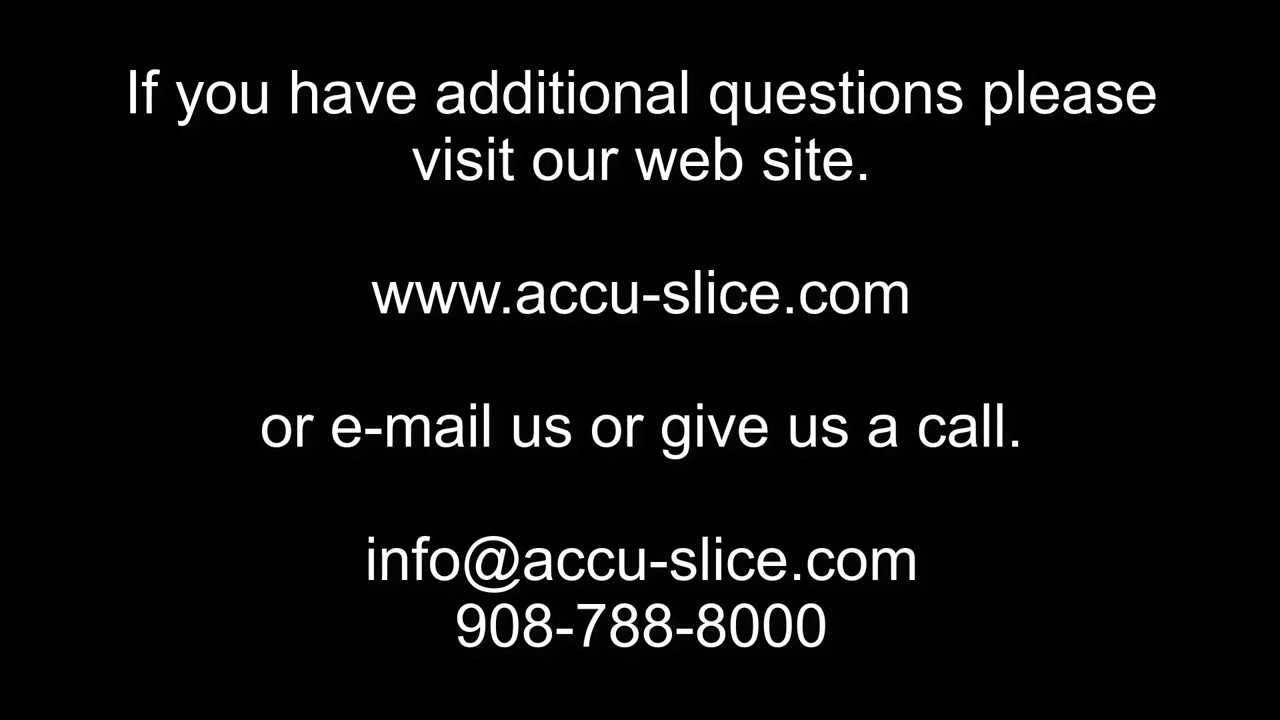 If you have additional questions please
visit our web site.
www.accu-slice.com
or e-mail us or give us a call.
info@accu-slice.com
908-788-8000